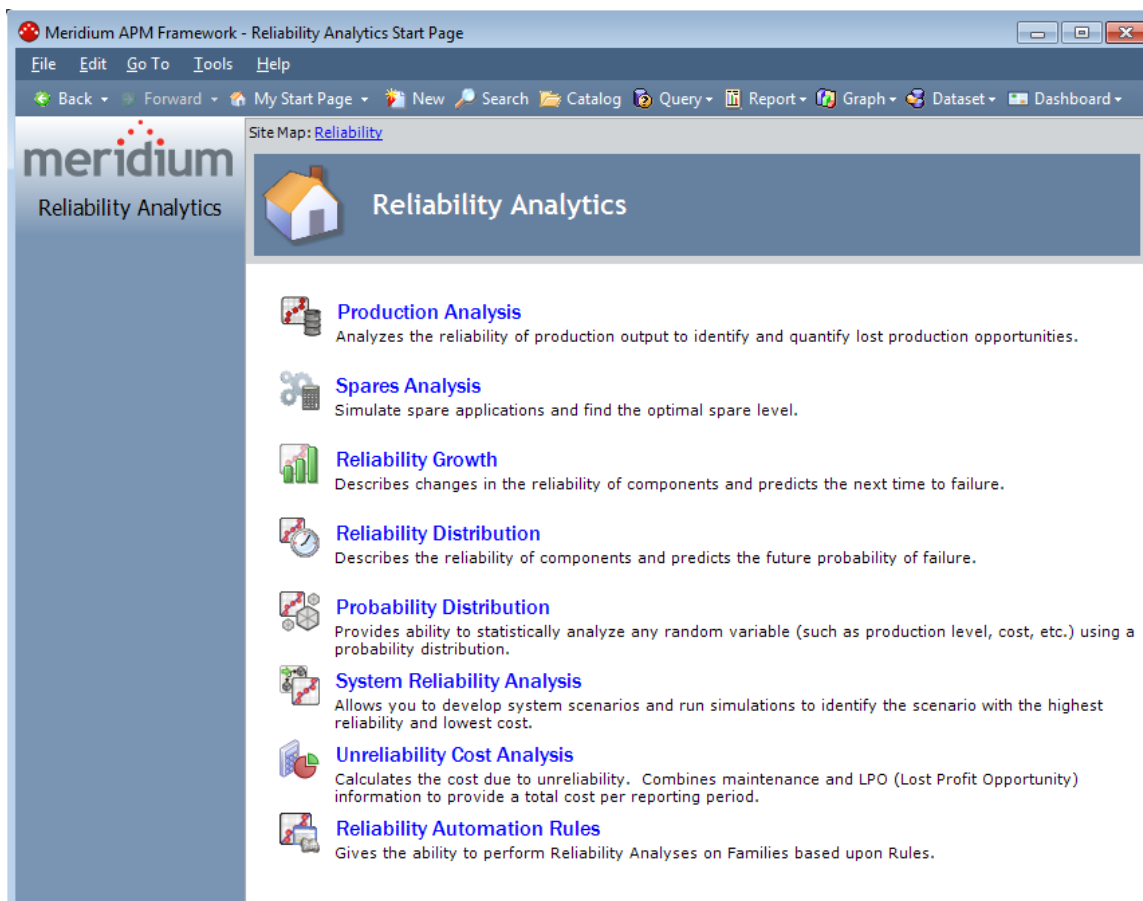 Meridium APM Framework - Reliability Analytics Start Page
File Edit Go To Tools Help
Back Forward My Start Page New Search Catalog Query Report Graph Dataset Dashboard
meridium
Reliability Analytics
Site Map: Reliability
Reliability Analytics
Production Analysis
Analyzes the reliability of production output to identify and quantify lost production opportunities.
Spares Analysis
Simulate spare applications and find the optimal spare level.
Reliability Growth
Describes changes in the reliability of components and predicts the next time to failure.
Reliability Distribution
Describes the reliability of components and predicts the future probability of failure.
Probability Distribution
Provides ability to statistically analyze any random variable (such as production level, cost, etc.) using a
probability distribution.
System Reliability Analysis
Allows you to develop system scenarios and run simulations to identify the scenario with the highest
reliability and lowest cost.
Unreliability Cost Analysis
Calculates the cost due to unreliability.  Combines maintenance and LPO (Lost Profit Opportunity)
information to provide a total cost per reporting period.
Reliability Automation Rules
Gives the ability to perform Reliability Analyses on Families based upon Rules.